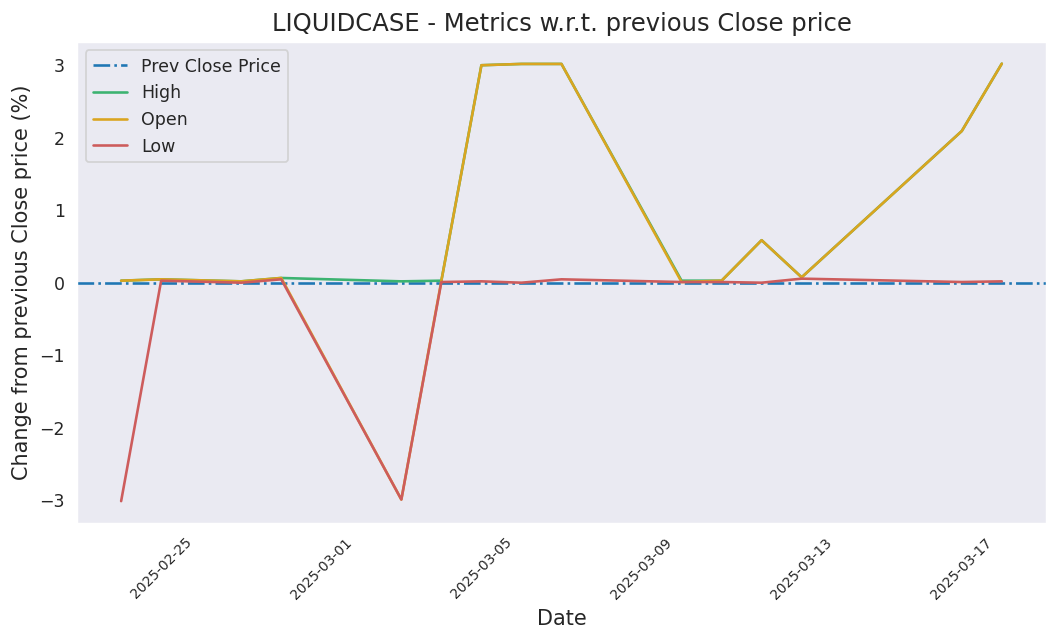 LIQUIDCASE - Metrics w.r.t. previous Close price
Prev Close Price
High
Open
Low
Change from previous Close price (%)
3
2
1
0
−1
−2
−3
2025-02-25
2025-03-01
2025-03-05
2025-03-09
2025-03-13
2025-03-17
Date